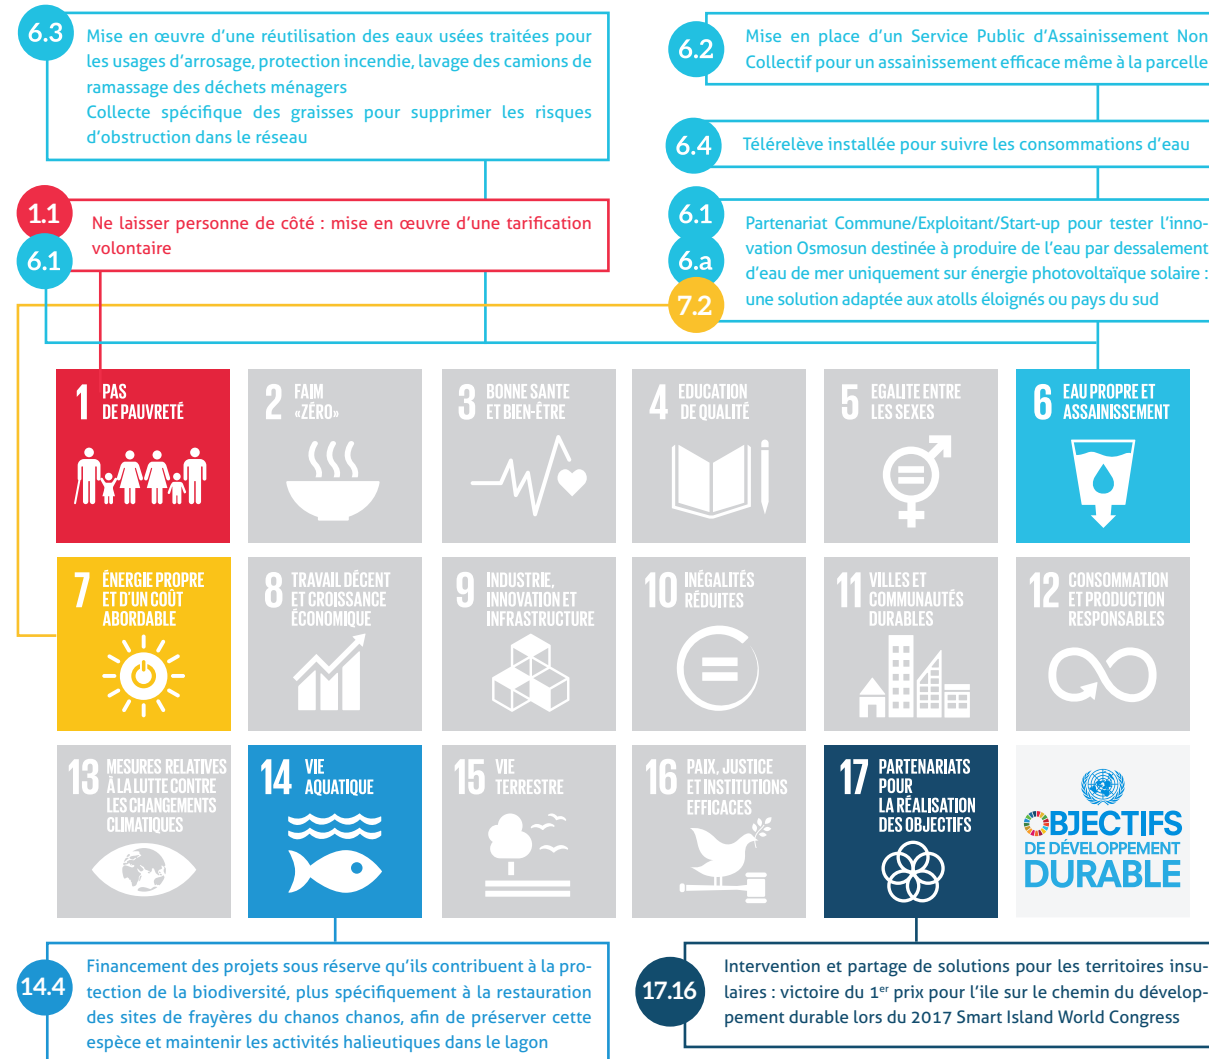 6.3
Mise en œuvre d'une réutilisation des eaux usées traitées pour
les usages d'arrosage, protection incendie, lavage des camions de
ramassage des déchets ménagers
Collecte spécifique des graisses pour supprimer les risques
d'obstruction dans le réseau
6.2
Mise en place d'un Service Public d'Assainissement Non
Collectif pour un assainissement efficace même à la parcelle
6.4
Télérelève installée pour suivre les consommations d'eau
1.1
6.1
Ne laisser personne de côté : mise en œuvre d'une tarification
volontaire
6.1
6.a
7.2
Partenariat Commune/Exploitant/Start-up pour tester l'inno-
vation Osmosun destinée à produire de l'eau par dessalement
d'eau de mer uniquement sur énergie photovoltaïque solaire :
une solution adaptée aux atolls éloignés ou pays du sud
1 PAS
DE PAUVRETÉ
2 FAIM
«ZÉRO»
3 BONNE SANTE
ET BIEN-ÊTRE
4 EDUCATION
DE QUALITÉ
5 EGALITE ENTRE
LES SEXES
6 EAU PROPRE ET
ASSAINISSEMENT
7 ÉNERGIE PROPRE
ET D'UN COÛT
ABORDABLE
8 TRAVAIL DÉCENT
ET CROISSANCE
ÉCONOMIQUE
9 INDUSTRIE,
INNOVATION ET
INFRASTRUCTURE
10 INÉGALITÉS
RÉDUITES
11 VILLES ET
COMMUNAUTÉS
DURABLES
12 CONSOMMATION
ET PRODUCTION
RESPONSABLES
13 MESURES RELATIVES
À LA LUTTE CONTRE
LES CHANGEMENTS
CLIMATIQUES
14 VIE
AQUATIQUE
15 VIE
TERRESTRE
16 PAIX, JUSTICE
ET INSTITUTIONS
EFFICACES
17 PARTENARIATS
POUR
LA RÉALISATION
DES OBJECTIFS
OBJECTIFS
DE DÉVELOPPEMENT
DURABLE
14.4
Financement des projets sous réserve qu'ils contribuent à la pro-
tection de la biodiversité, plus spécifiquement à la restauration
des sites de frayères du chanos chanos, afin de préserver cette
espèce et maintenir les activités halieutiques dans le lagon
17.16
Intervention et partage de solutions pour les territoires insu-
laires : victoire du 1er prix pour l'ile sur le chemin du dévelop-
pement durable lors du 2017 Smart Island World Congress